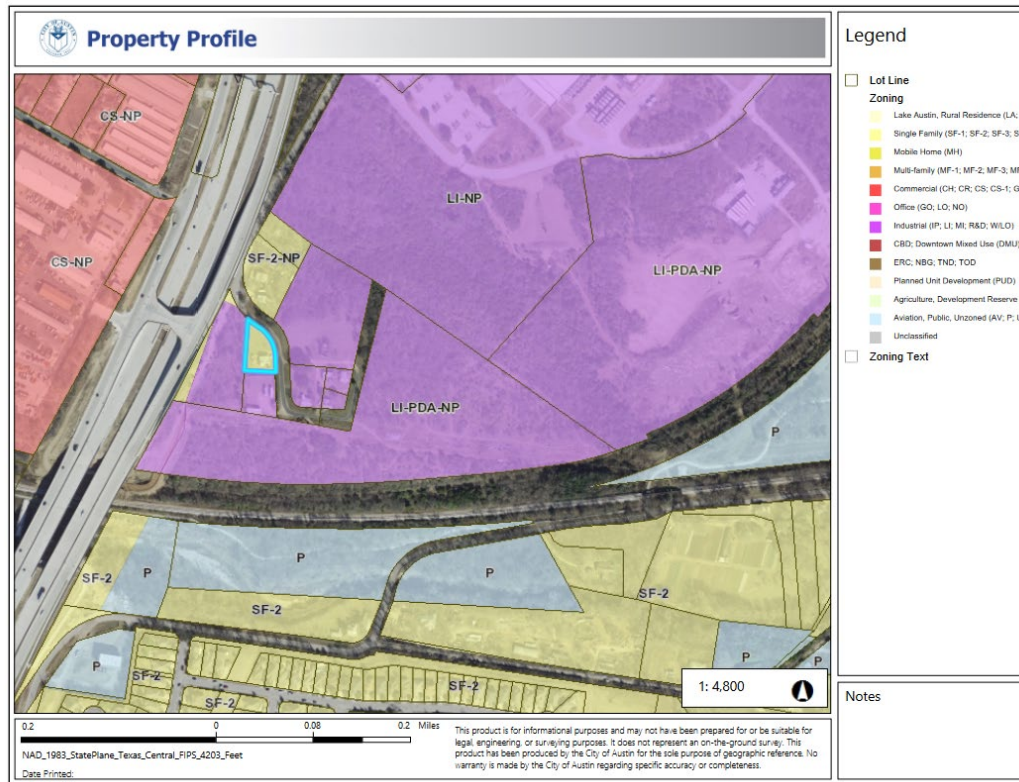 Property Profile
Legend
Lot Line
Zoning
Lake Austin, Rural Residence (LA;
Single Family (SF-1; SF-2; SF-3; S
Mobile Home (MH)
Multi-family (MF-1; MF-2; MF-3; MF
Commercial (CH; CR; CS; CS-1; G
Office (GO; LO; NO)
Industrial (IP; LI; MI; R&D; W/LO)
CBD; Downtown Mixed Use (DMU)
ERC; NBG; TND; TOD
Planned Unit Development (PUD)
Agriculture, Development Reserve
Aviation, Public, Unzoned (AV; P; U
Unclassified
Zoning Text
CS-NP
LI-NP
CS-NP
SF-2-NP
LI-PDA-NP
LI-PDA-NP
P
P
SF-2
P
P
SF-2
SF-2
P
SF-2
P
P
SF-2
SF-2
1: 4,800
Notes
0.2
0
0.08
0.2 Miles
NAD_1983_StatePlane_Texas_Central_FIPS_4203_Feet
Date Printed:
This product is for informational purposes and may not have been prepared for or be suitable for
legal, engineering, or surveying purposes. It does not represent an on-the-ground survey. This
product has been produced by the City of Austin for the sole purpose of geographic reference. No
warranty is made by the City of Austin regarding specific accuracy or completeness.